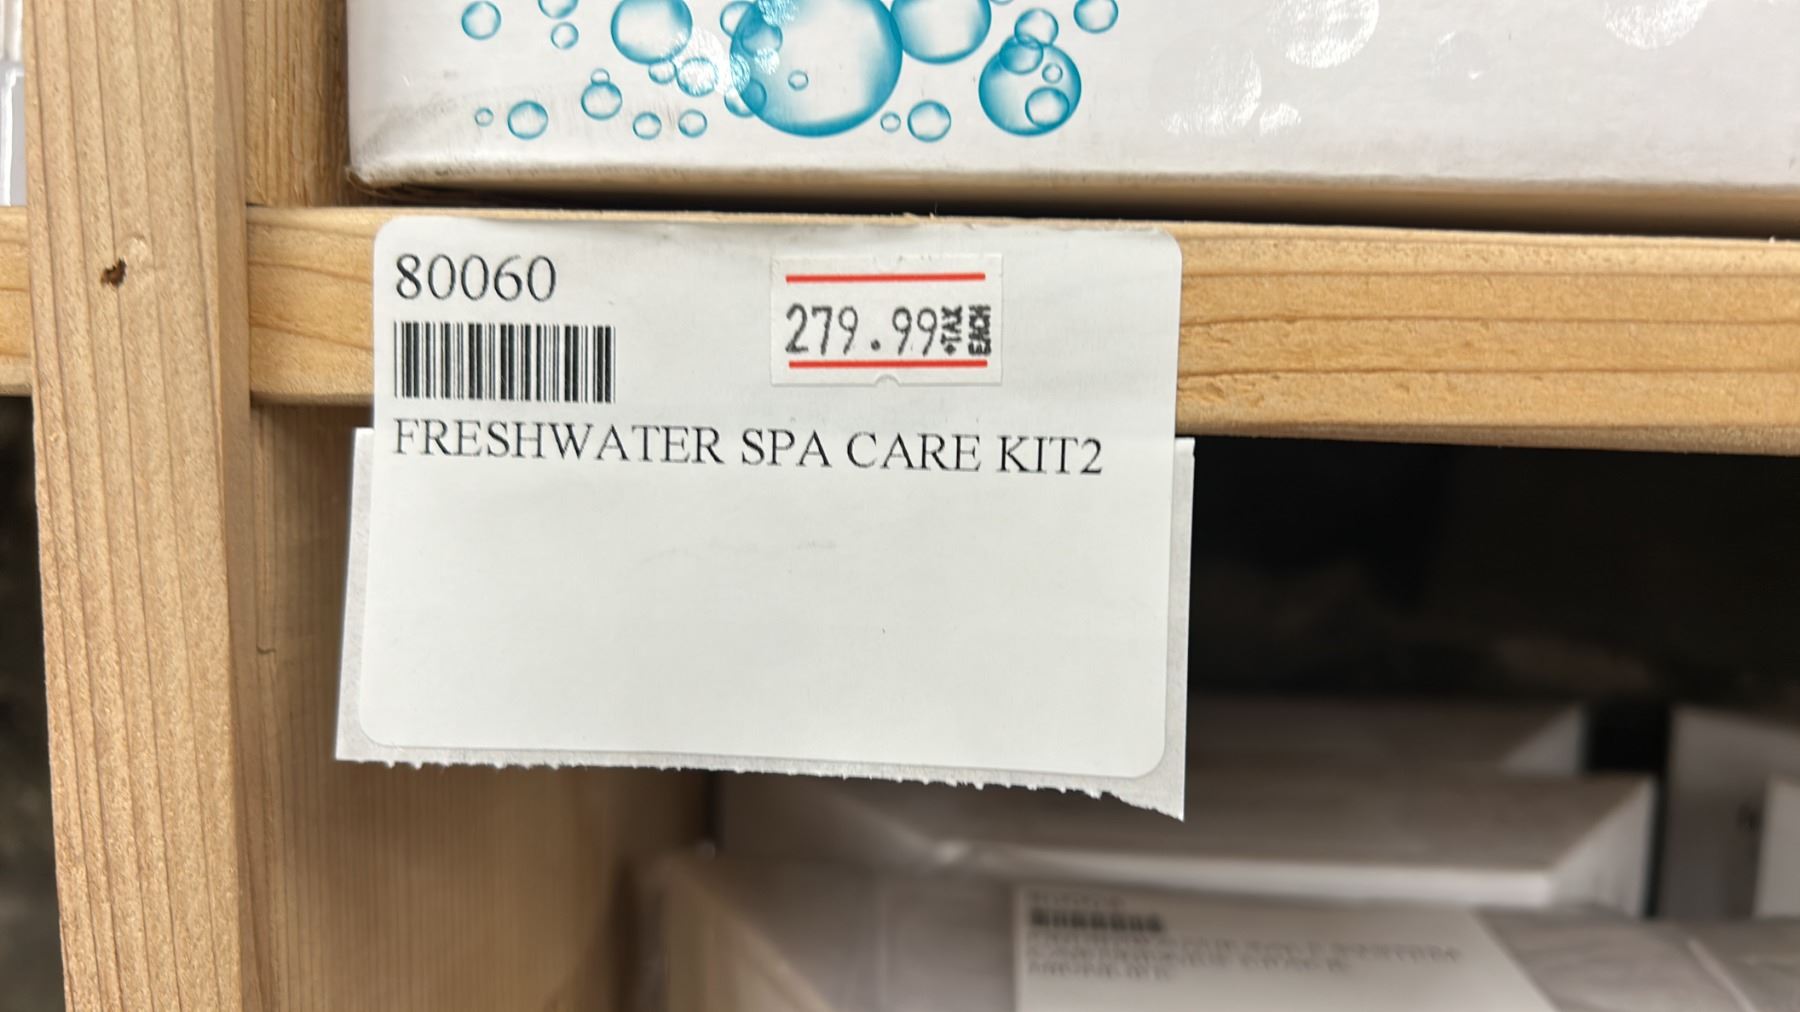 80060
279.99 +TAX EACH
FRESHWATER SPA CARE KIT2